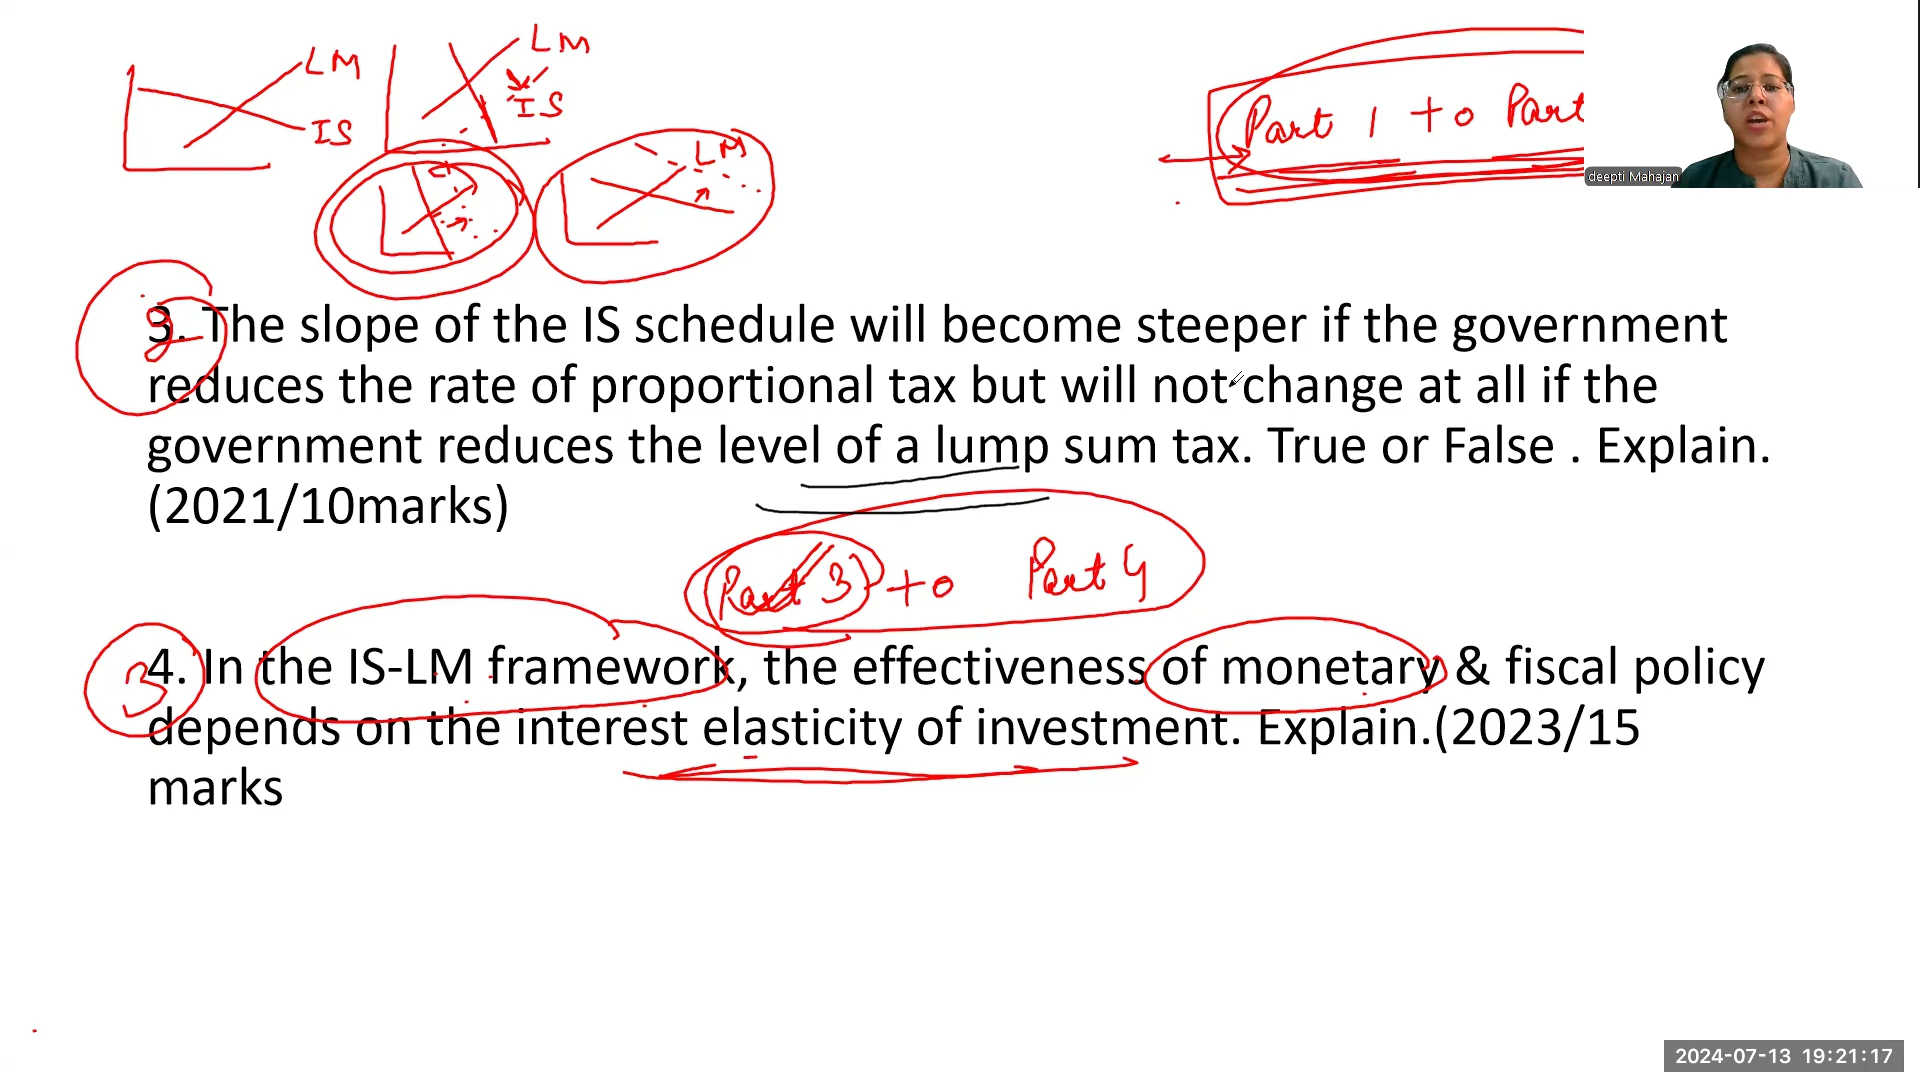 LM
IS
LM
IS
LM
Part 1 to Part
deepti Mahajan
3. The slope of the IS schedule will become steeper if the government
2
reduces the rate of proportional tax but will not change at all if the
government reduces the level of a lump sum tax. True or False . Explain.
(2021/10marks)
(Part 3) to Part 4
4. In the IS-LM framework, the effectiveness of monetary & fiscal policy
3
depends on the interest elasticity of investment. Explain.(2023/15
marks
2024-07-13 19:21:17